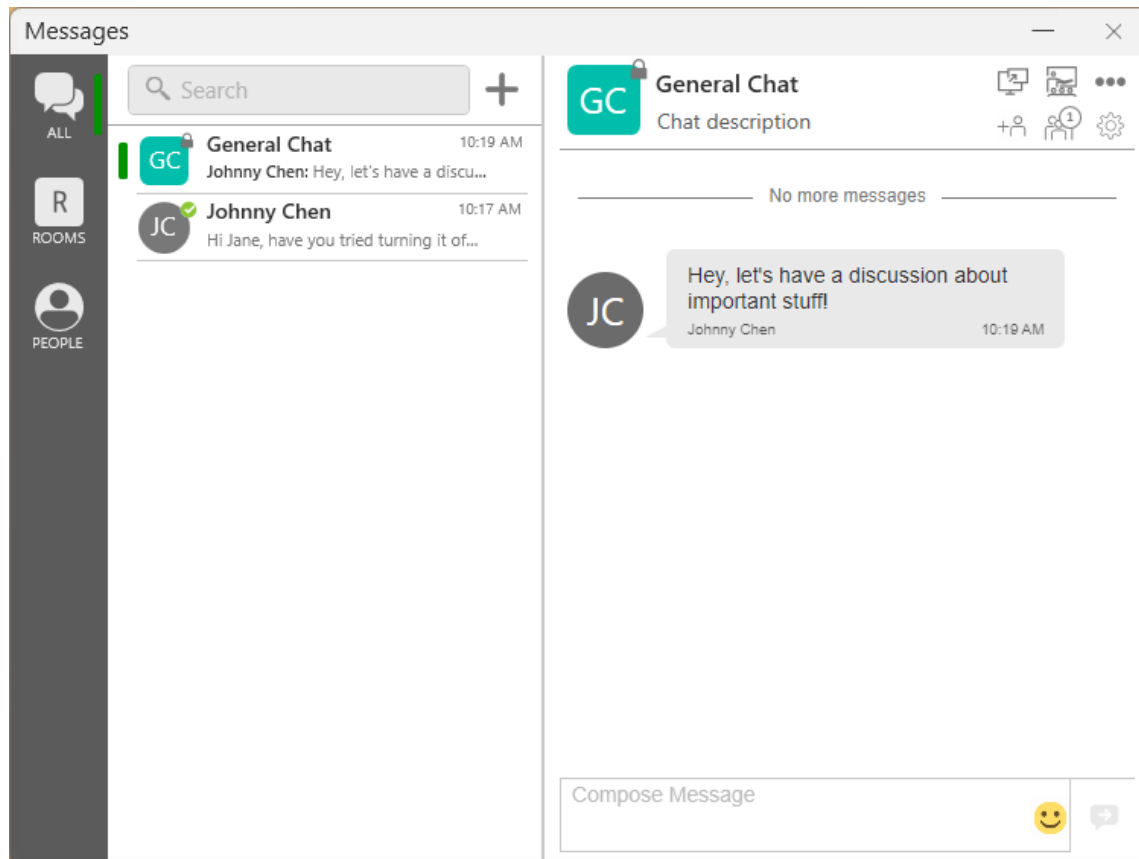 Messages
ALL
R
ROOMS
PEOPLE
Search
GC
General Chat
10:19 AM
Johnny Chen: Hey, let's have a discu...
JC
Johnny Chen
10:17 AM
Hi Jane, have you tried turning it of...
GC
General Chat
Chat description
1
No more messages
JC
Hey, let's have a discussion about
important stuff!
Johnny Chen
10:19 AM
Compose Message